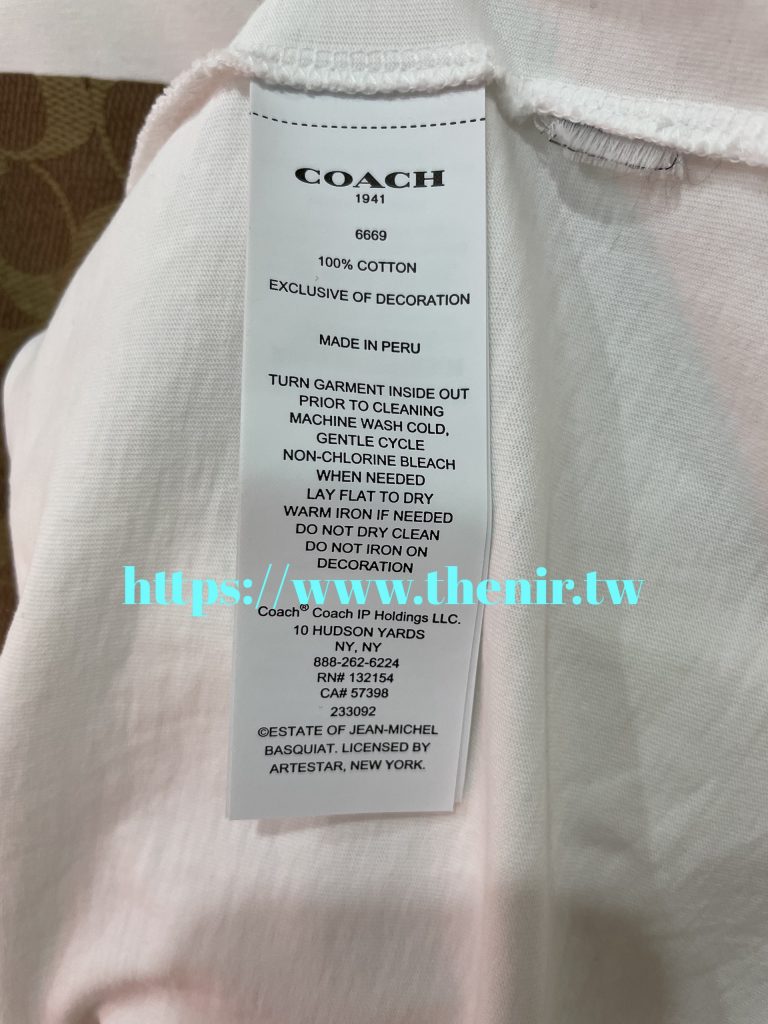 COACH
1941
6669
100% COTTON
EXCLUSIVE OF DECORATION
MADE IN PERU
TURN GARMENT INSIDE OUT
PRIOR TO CLEANING
MACHINE WASH COLD,
GENTLE CYCLE
NON-CHLORINE BLEACH
WHEN NEEDED
LAY FLAT TO DRY
WARM IRON IF NEEDED
DO NOT DRY CLEAN
DO NOT IRON ON
DECORATION
https://www.thenir.tw
Coach® Coach IP Holdings LLC.
10 HUDSON YARDS
NY, NY
888-262-6224
RN# 132154
CA# 57398
233092
©ESTATE OF JEAN-MICHEL
BASQUIAT. LICENSED BY
ARTESTAR, NEW YORK.